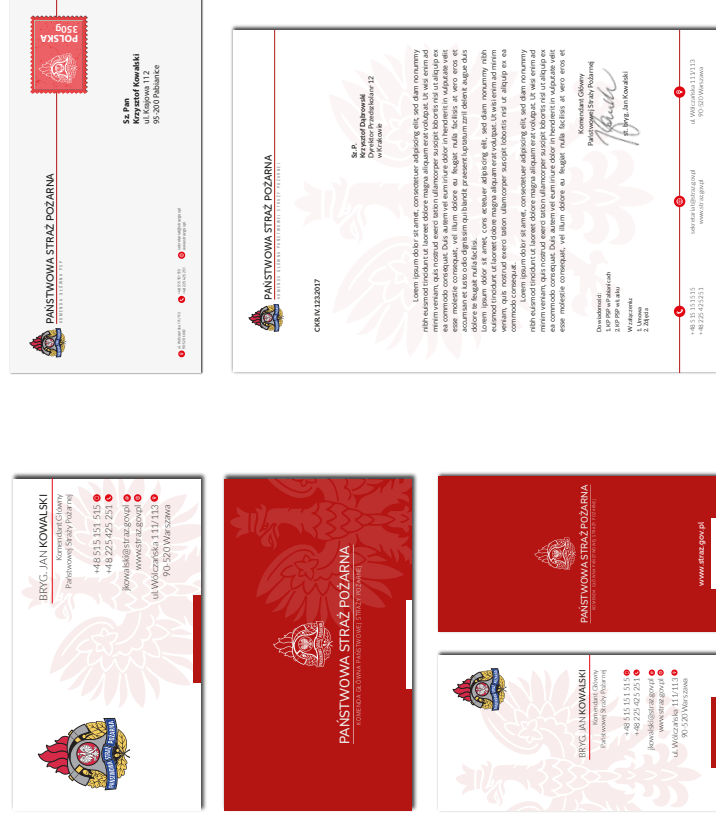 PAŃSTWOWA STRAŻ POŻARNA
POLSKA
350g
Sz. Pan
Krzysztof Kowalski
ul. Krajowa 112
95-200 Pabianice
PAŃSTWOWA STRAŻ POŻARNA
CKR.IV.123.2017
Sz.P.
Krzysztof Dąbrowski
Dyrektor Przedszkola nr 12
w Krakowie
Lorem ipsum dolor sit amet, consectetuer adipiscing elit, sed diam nonummy
nibh euismod tincidunt ut laoreet dolore magna aliquam erat volutpat. Ut wisi enim ad
minim veniam, quis nostrud exerci tation ullamcorper suscipit lobortis nisl ut aliquip ex
ea commodo consequat. Duis autem vel eum iriure dolor in hendrerit in vulputate velit
esse molestie consequat, vel illum dolore eu feugiat nulla facilisis at vero eros et
accumsan et iusto odio dignissim qui blandit praesent luptatum zzril delenit augue duis
dolore te feugait nulla facilisi.
Lorem ipsum dolor sit amet, cons ectetuer adipiscing elit, sed diam nonummy nibh
euismod tincidunt ut laoreet dolore magna aliquam erat volutpat. Ut wisi enim ad minim
veniam, quis nostrud exerci tation ullamcorper suscipit lobortis nisl ut aliquip ex ea
commodo consequat.
Lorem ipsum dolor sit amet, consectetuer adipiscing elit, sed diam nonummy
nibh euismod tincidunt ut laoreet dolore magna aliquam erat volutpat. Ut wisi enim ad
minim veniam, quis nostrud exerci tation ullamcorper suscipit lobortis nisl ut aliquip ex
ea commodo consequat. Duis autem vel eum iriure dolor in hendrerit in vulputate velit
esse molestie consequat, vel illum dolore eu feugiat nulla facilisis at vero eros et
Komendant Główny
Państwowej Straży Pożarnej
st. bryg. Jan Kowalski
Do wiadomości:
1. KP PSP w Pabianicach
2. KP PSP w Łasku
W załączeniu:
1. Umowa
2. Zdjęcia
+48 515 151 515
+48 225 425 251
sekretariat@straz.gov.pl
www.straz.gov.pl
ul. Wólczańska 111/113
90-520 Warszawa
BRYG. JAN KOWALSKI
Komendant Główny
Państwowej Straży Pożarnej
+48 515 151 515
+48 225 425 251
jkowalski@straz.gov.pl
www.straz.gov.pl
ul. Wólczańska 111/113
90-520 Warszawa
PAŃSTWOWA STRAŻ POŻARNA
PAŃSTWOWA STRAŻ POŻARNA
KOMENDA GŁÓWNA PAŃSTWOWEJ STRAŻY POŻARNEJ
PAŃSTWOWA STRAŻ POŻARNA
KOMENDA GŁÓWNA PAŃSTWOWEJ STRAŻY POŻARNEJ
www.straz.gov.pl
BRYG. JAN KOWALSKI
Komendant Główny
Państwowej Straży Pożarnej
+48 515 151 515
+48 225 425 251
jkowalski@straz.gov.pl
www.straz.gov.pl
ul. Wólczańska 111/113
90-520 Warszawa